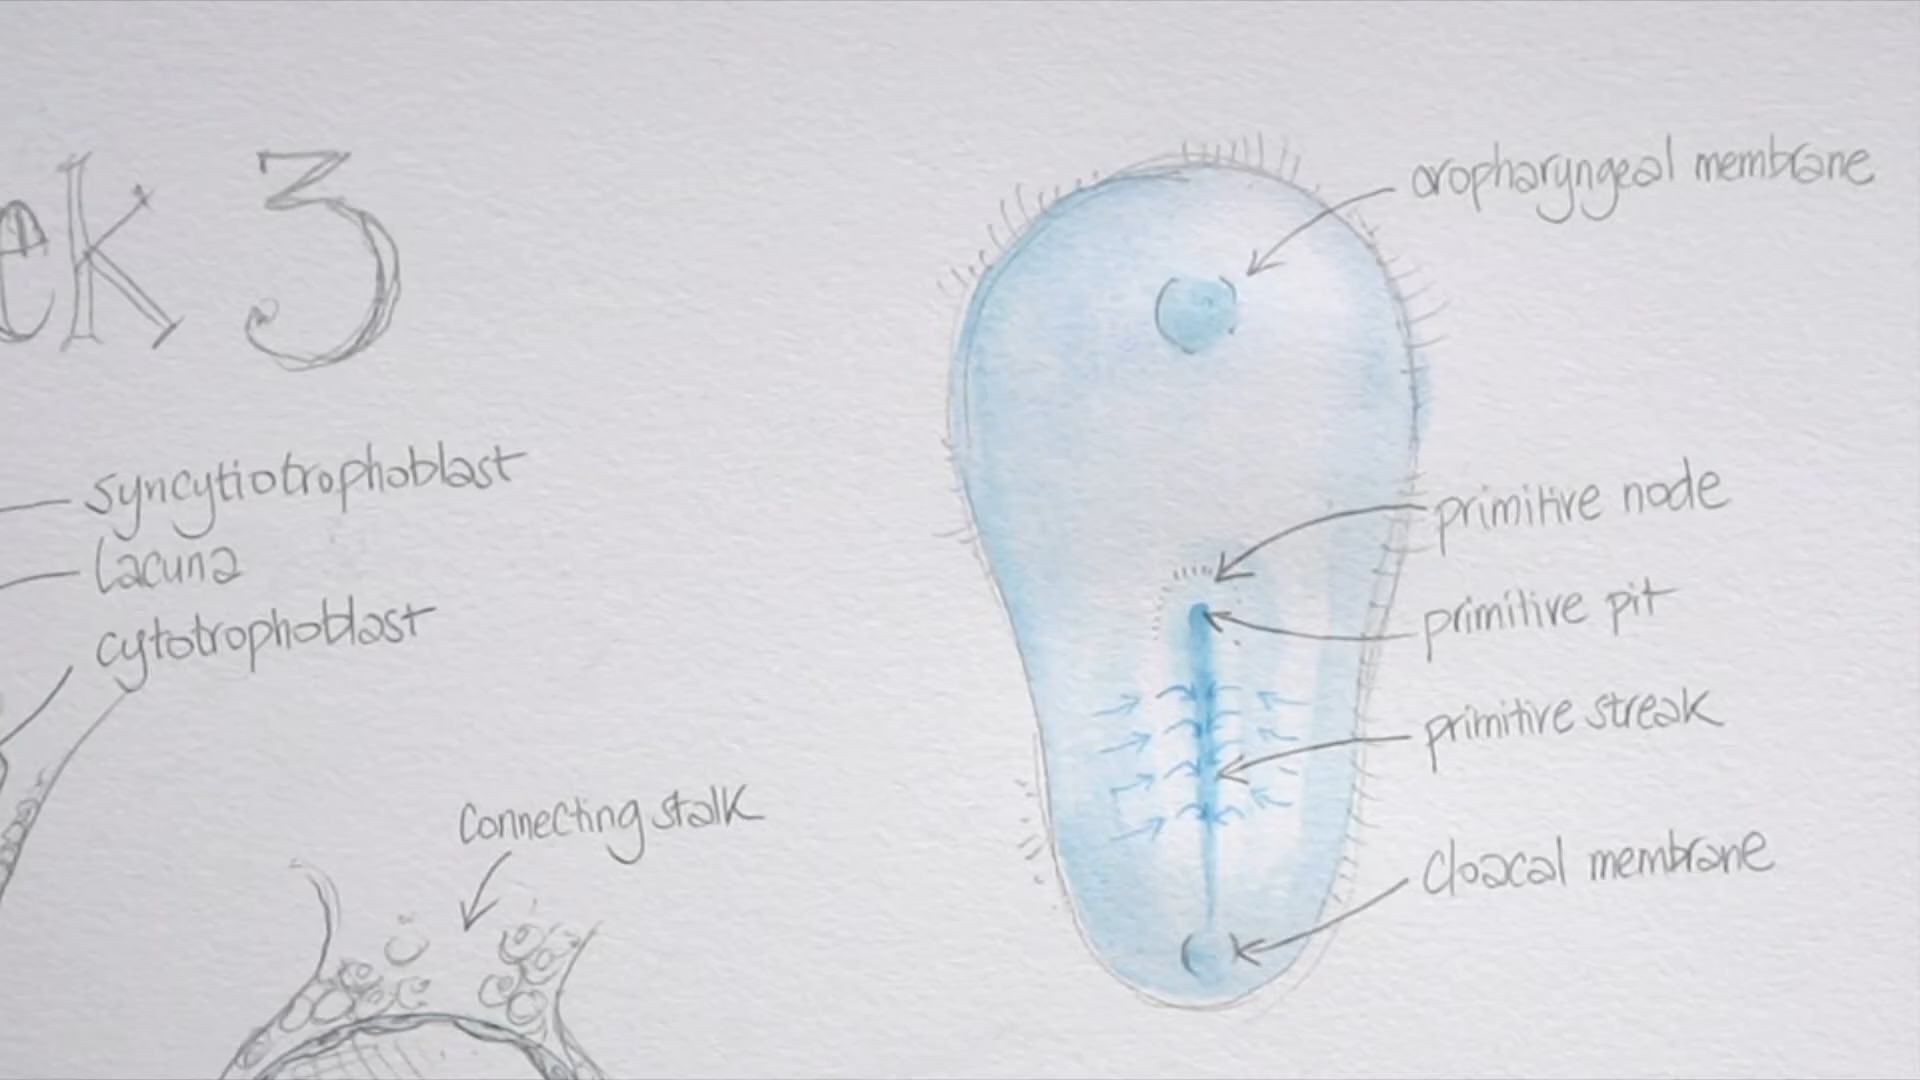 ek 3
syncytiotrophoblast
lacuna
cytotrophoblast
connecting stalk
oropharyngeal membrane
primitive node
primitive pit
primitive streak
cloacal membrane